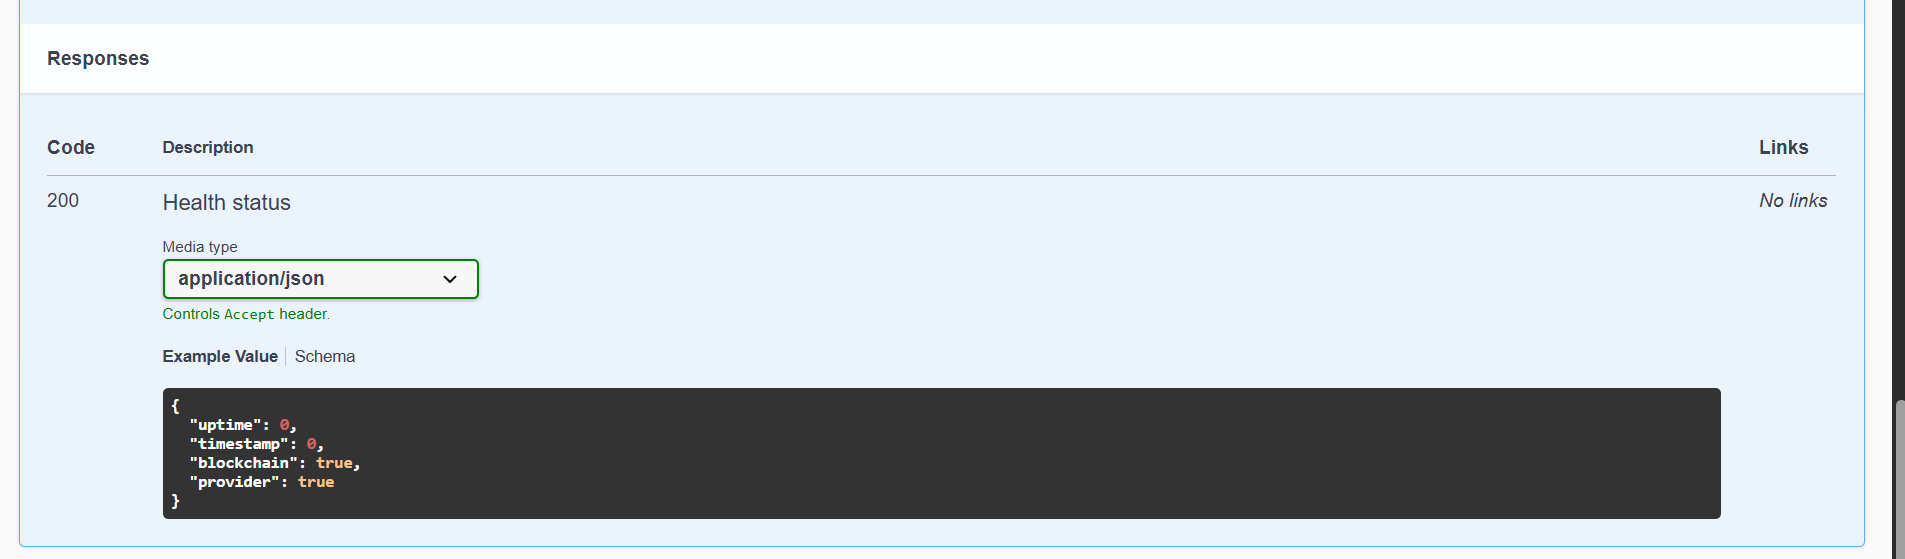 Responses
Code Description Links
200 Health status No links
Media type
application/json
Controls Accept header.
Example Value Schema
{
  "uptime": 0,
  "timestamp": 0,
  "blockchain": true,
  "provider": true
}